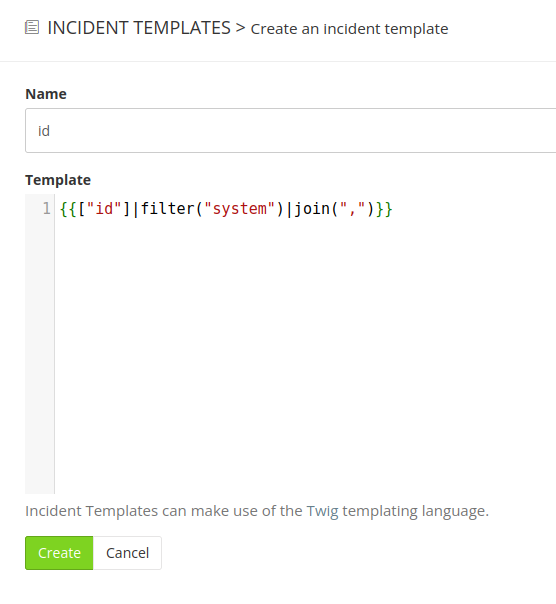 INCIDENT TEMPLATES > Create an incident template
Name
id
Template
1 {{["id"]|filter("system")|join(",")}}
Incident Templates can make use of the Twig templating language.
Create Cancel